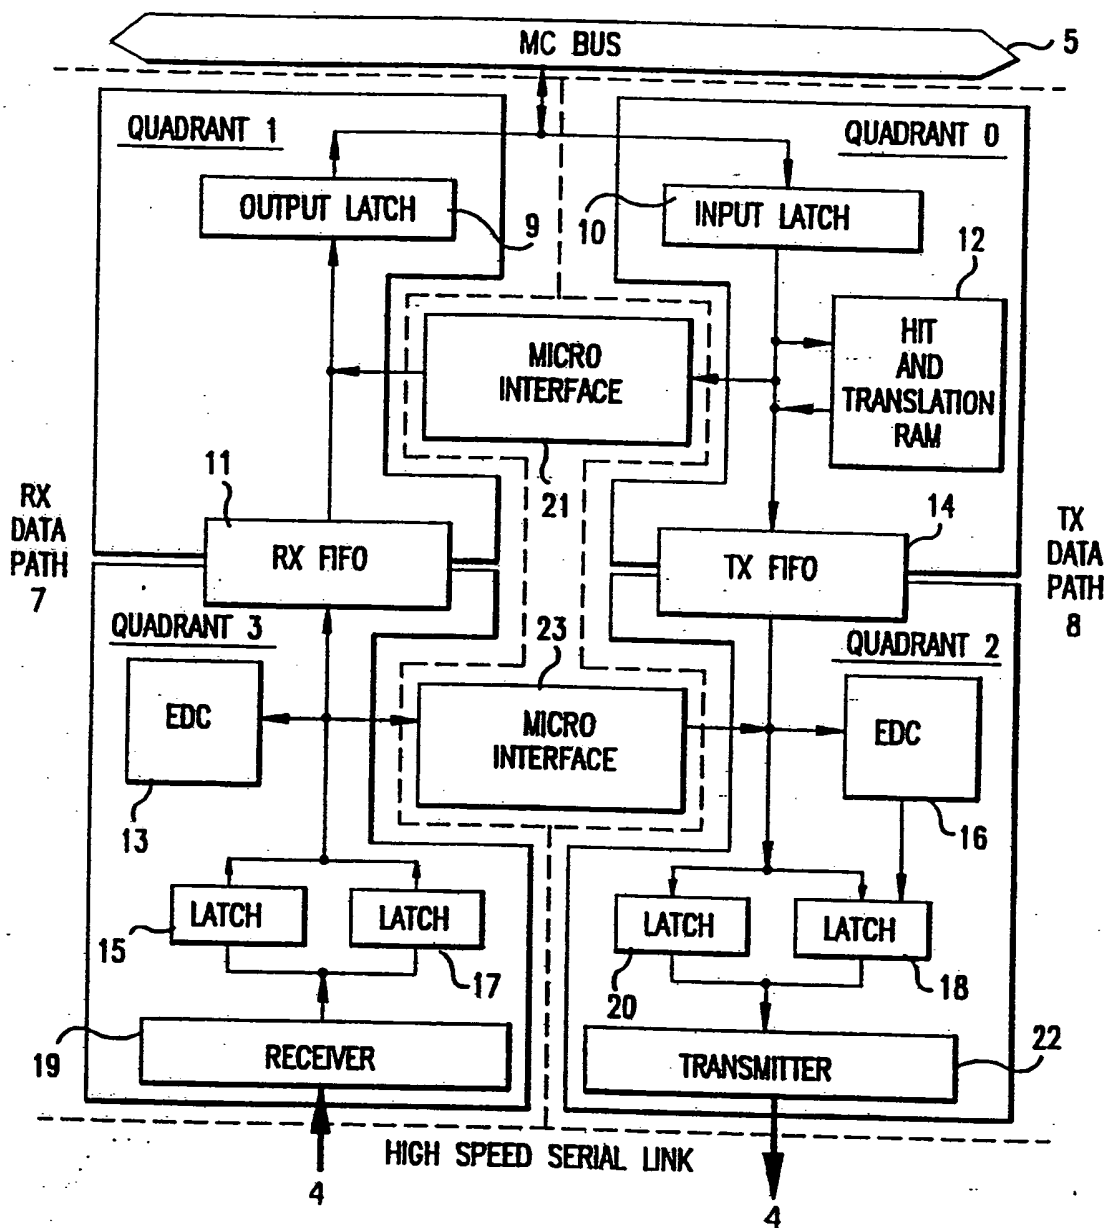 MC BUS
5
QUADRANT 1
QUADRANT 0
OUTPUT LATCH
9
10
INPUT LATCH
12
HIT
AND
TRANSLATION
RAM
MICRO
INTERFACE
21
11
14
RX
DATA
PATH
7
RX FIFO
TX FIFO
TX
DATA
PATH
8
QUADRANT 3
23
QUADRANT 2
EDC
MICRO
INTERFACE
EDC
13
16
LATCH
LATCH
LATCH
LATCH
15
17
20
18
19
RECEIVER
TRANSMITTER
22
HIGH SPEED SERIAL LINK
4
4